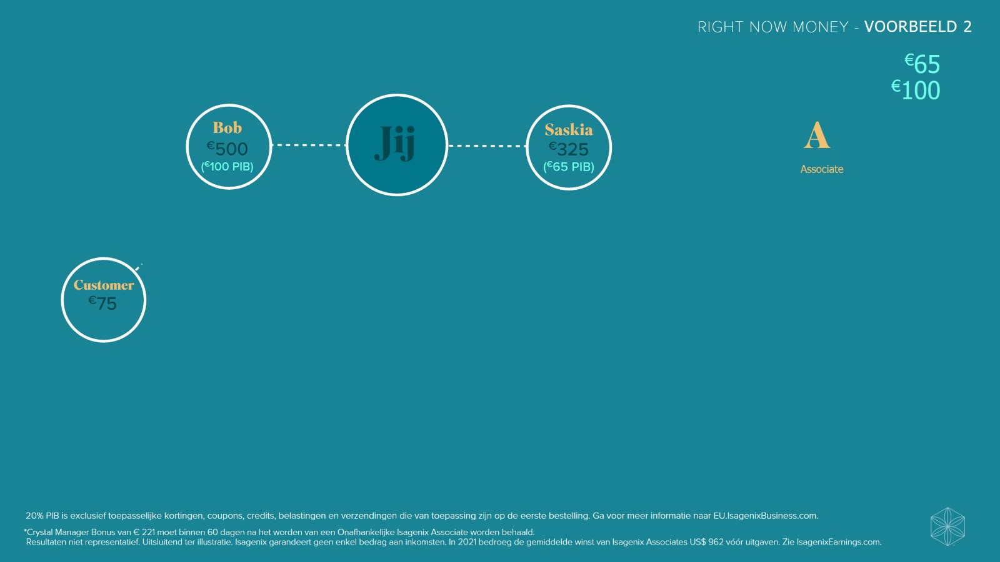 RIGHT NOW MONEY - VOORBEELD 2
€65
€100
Bob
€500
(€100 PIB)
Jij
Saskia
€325
(€65 PIB)
A
Associate
Customer
€75
20% PIB is exclusief toepasselijke kortingen, coupons, credits, belastingen en verzendingen die van toepassing zijn op de eerste bestelling. Ga voor meer informatie naar EU.IsagenixBusiness.com.
*Crystal Manager Bonus van € 221 moet binnen 60 dagen na het worden van een Onafhankelijke Isagenix Associate worden behaald.
Resultaten niet representatief. Uitsluitend ter illustratie. Isagenix garandeert geen enkel bedrag aan inkomsten. In 2021 bedroeg de gemiddelde winst van Isagenix Associates US$ 962 vóór uitgaven. Zie IsagenixEarnings.com.